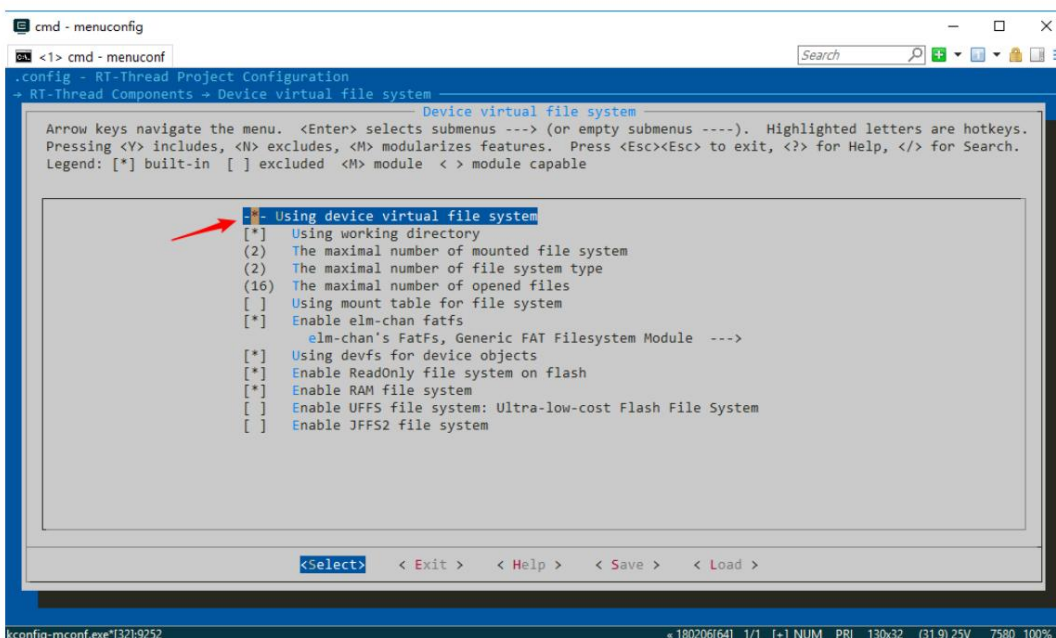 cmd - menuconfig
<1> cmd - menuconf
Search
.config - RT-Thread Project Configuration
→ RT-Thread Components → Device virtual file system
Device virtual file system
Arrow keys navigate the menu. <Enter> selects submenus ---> (or empty submenus ----). Highlighted letters are hotkeys.
Pressing <Y> includes, <N> excludes, <M> modularizes features. Press <Esc><Esc> to exit, <?> for Help, </> for Search.
Legend: [*] built-in [ ] excluded <M> module < > module capable
-*- Using device virtual file system
[*] Using working directory
(2) The maximal number of mounted file system
(2) The maximal number of file system type
(16) The maximal number of opened files
[ ] Using mount table for file system
[*] Enable elm-chan fatfs
elm-chan's FatFs, Generic FAT Filesystem Module --->
[*] Using devfs for device objects
[*] Enable ReadOnly file system on flash
[*] Enable RAM file system
[ ] Enable UFFS file system: Ultra-low-cost Flash File System
[ ] Enable JFFS2 file system
<Select> < Exit > < Help > < Save > < Load >
kconfig-mconf.exe*[32]:9252 « 180206[64] 1/1 [+] NUM PRI 130x32 (31,9) 25V 7580 100%